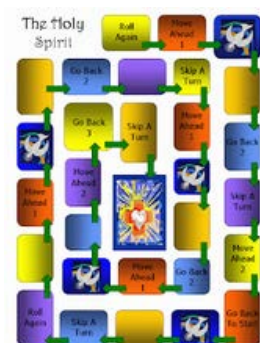 The Holy
Spirit
Roll
Again
Move
Ahead
1
Go Back
2
Skip A
Turn
Go Back
3
Skip A
Turn
Move
Ahead
1
Go Back
2
Move
Ahead
2
Skip A
Turn
Move
Ahead
1
Move
Ahead
2
Move
Ahead
1
Go Back
2
Roll
Again
Skip A
Turn
Go Back
To Start